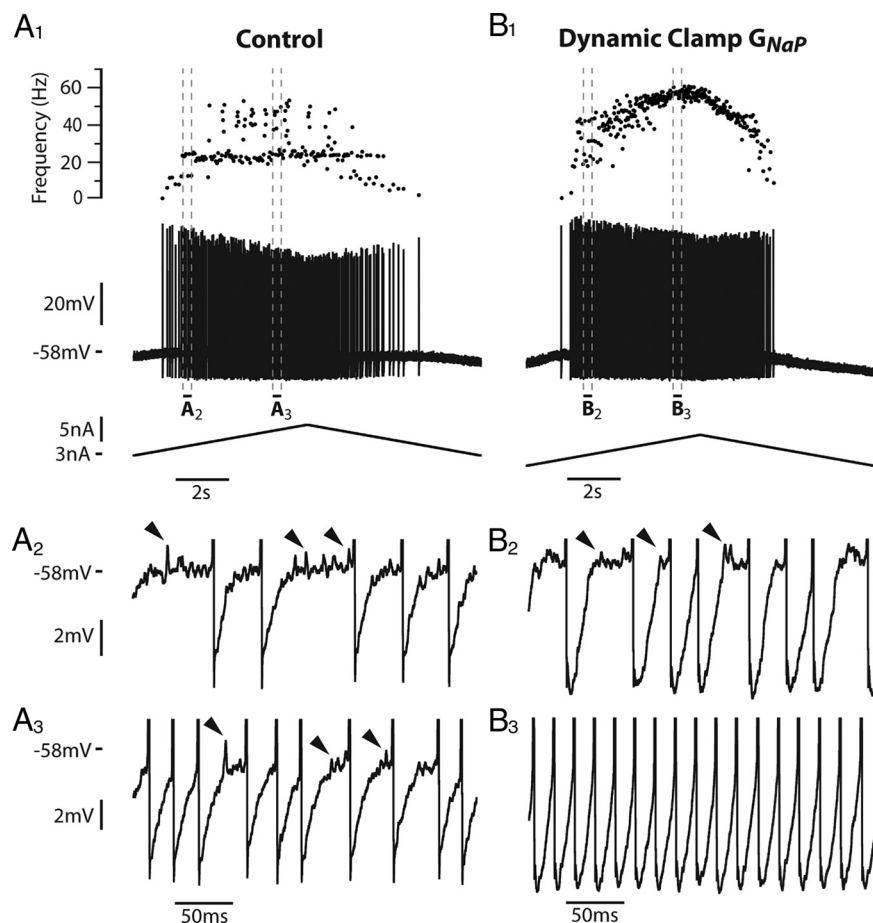 A1 Control
B1 Dynamic Clamp GNaP
Frequency (Hz)
60
40
20
0
20mV
-58mV
A2 A3
B2 B3
5nA
3nA
2s
2s
A2
-58mV
2mV
B2
A3
-58mV
2mV
B3
50ms
50ms